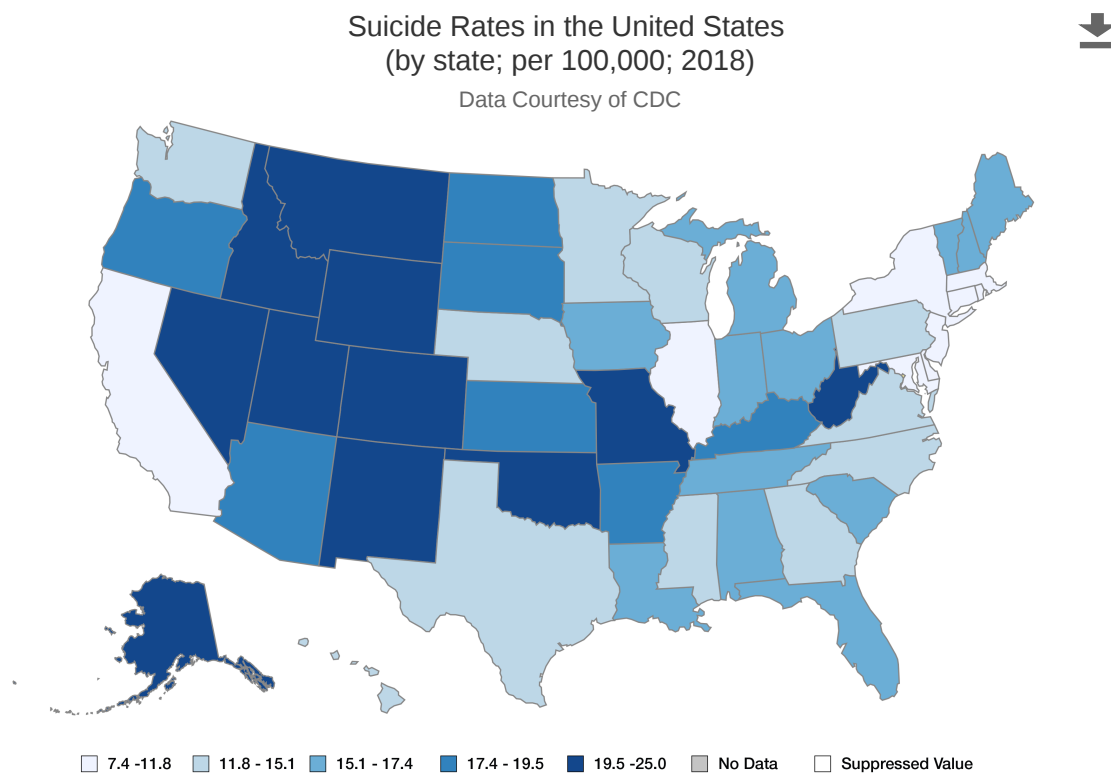 Suicide Rates in the United States
(by state; per 100,000; 2018)
Data Courtesy of CDC
7.4 -11.8 11.8 - 15.1 15.1 - 17.4 17.4 - 19.5 19.5 -25.0 No Data Suppressed Value